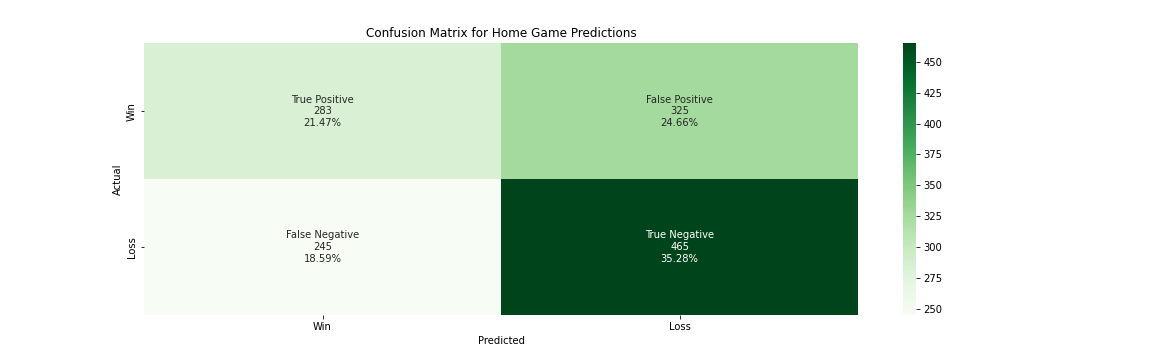 Confusion Matrix for Home Game Predictions
True Positive
283
21.47%
False Positive
325
24.66%
False Negative
245
18.59%
True Negative
465
35.28%
Win
Loss
Actual
Win
Loss
Predicted
450
425
400
375
350
325
300
275
250